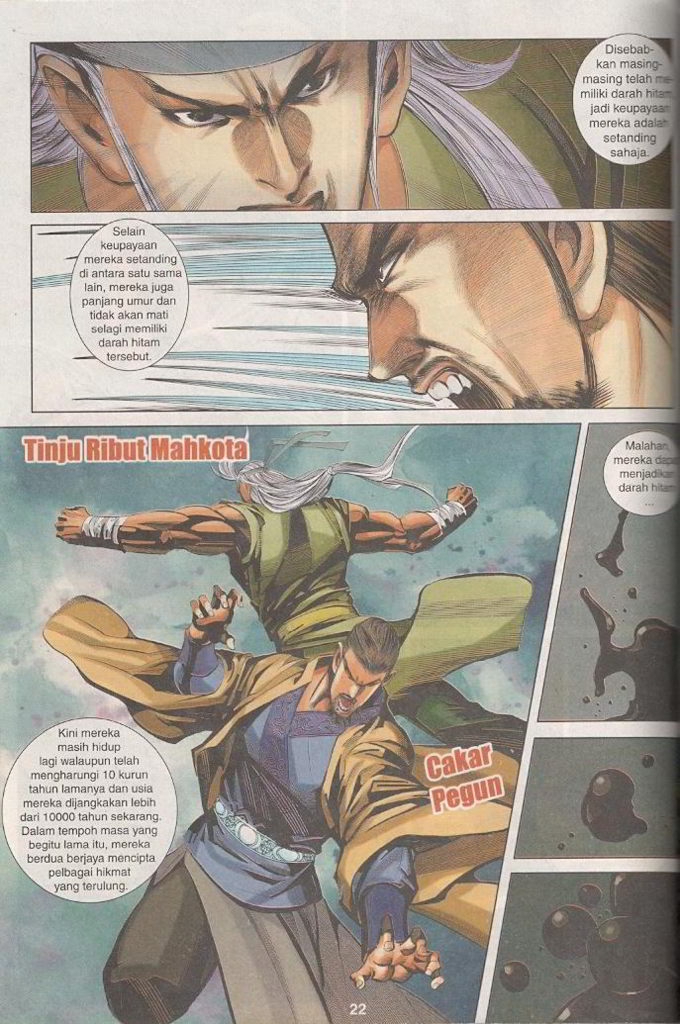 Disebab-
kan masing-
masing telah me-
miliki darah hitam
jadi keupayaan
mereka adalah
setanding
sahaja.
Selain
keupayaan
mereka setanding
di antara satu sama
lain, mereka juga
panjang umur dan
tidak akan mati
selagi memiliki
darah hitam
tersebut.
Tinju Ribut Mahkota
Malahan,
mereka
menjadikan
darah hitam
...
Cakar
Pegun
Kini mereka
masih hidup
lagi walaupun telah
mengharungi 10 kurun
tahun lamanya dan usia
mereka dijangkakan lebih
dari 10000 tahun sekarang.
Dalam tempoh masa yang
begitu lama itu, mereka
berdua berjaya mencipta
pelbagai hikmat
yang terulung.
22